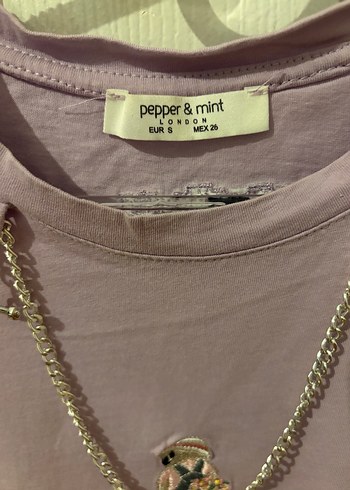 pepper & mint
LONDON
EUR S MEX 26